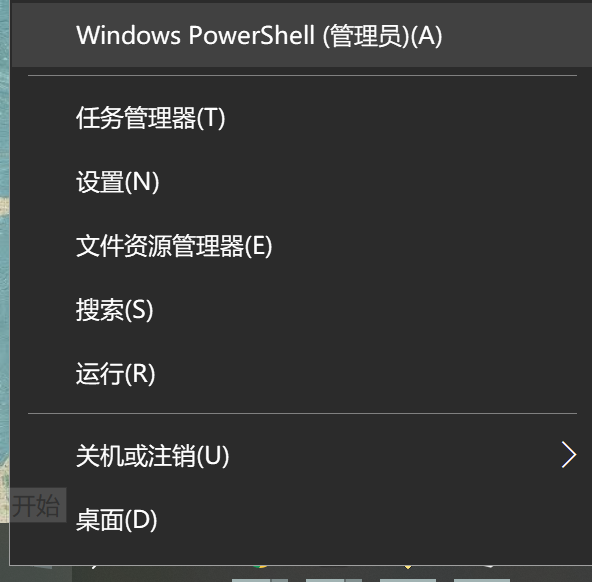 Windows PowerShell (管理员)(A)
任务管理器(T)
设置(N)
文件资源管理器(E)
搜索(S)
运行(R)
关机或注销(U)
开始
桌面(D)